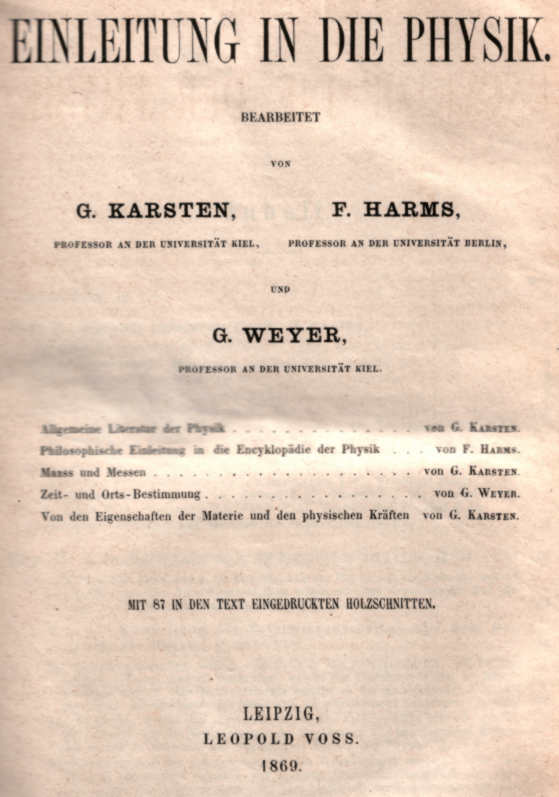 EINLEITUNG IN DIE PHYSIK.
BEARBEITET
VON
G. KARSTEN, F. HARMS,
PROFESSOR AN DER UNIVERSITÄT KIEL, PROFESSOR AN DER UNIVERSITÄT BERLIN,
UND
G. WEYER,
PROFESSOR AN DER UNIVERSITÄT KIEL.
Allgemeine Literatur der Physik . . . . . . . . . . . . . . . von G. KARSTEN.
Philosophische Einleitung in die Encyklopädie der Physik . . . von F. HARMS.
Maass und Messen . . . . . . . . . . . . . . . . . . . . . von G. KARSTEN.
Zeit- und Orts-Bestimmung . . . . . . . . . . . . . . . . . von G. WEYER.
Von den Eigenschaften der Materie und den physischen Kräften von G. KARSTEN.
MIT 87 IN DEN TEXT EINGEDRUCKTEN HOLZSCHNITTEN.
LEIPZIG,
LEOPOLD VOSS.
1869.